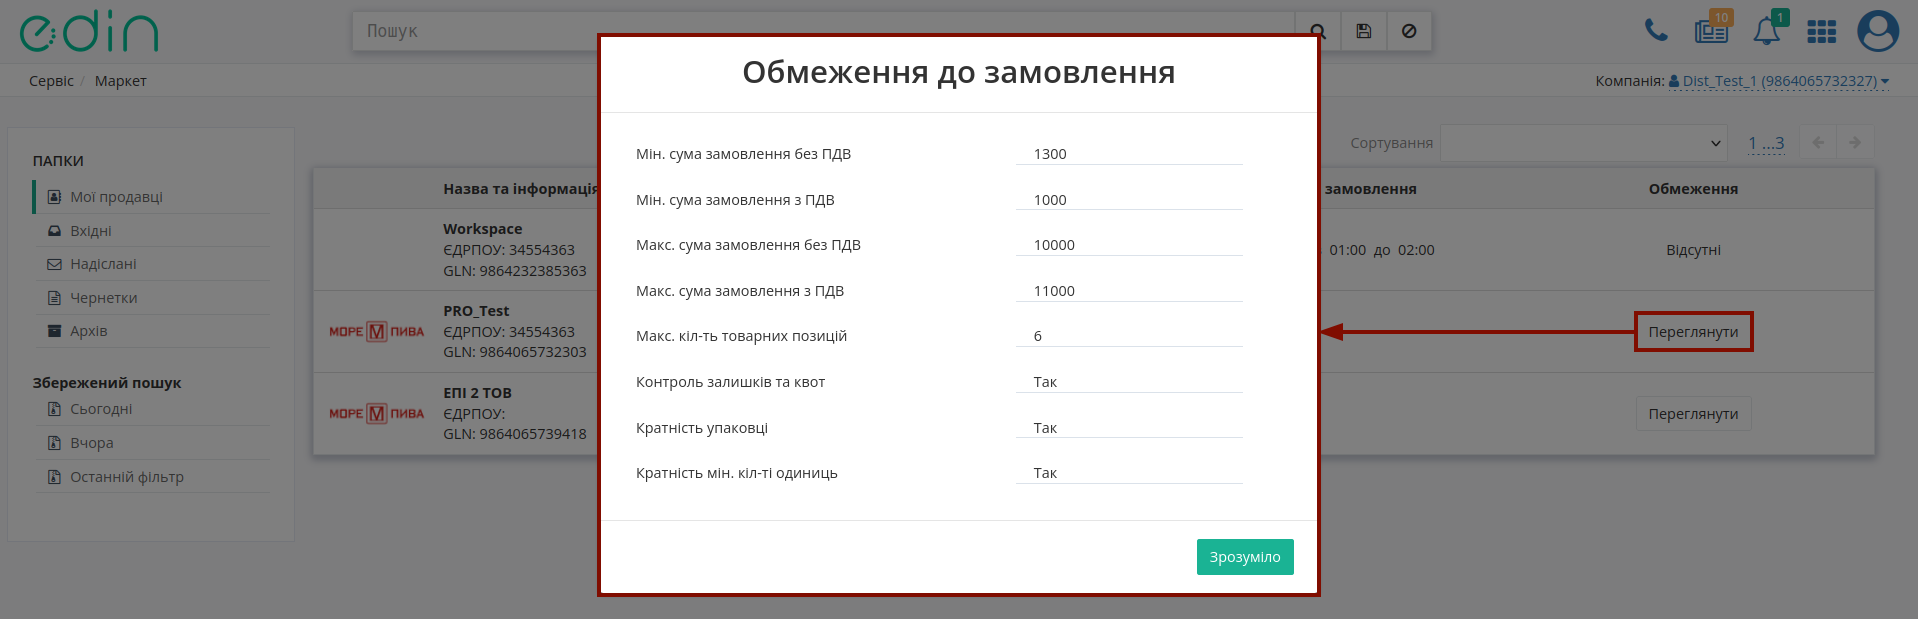 edin
Пошук
10
1
Сервіс / Маркет
Компанія: Dist_Test_1 (9864065732327)
ПАПКИ
Мої продавці
Вхідні
Надіслані
Чернетки
Архів
Збережений пошук
Сьогодні
Вчора
Останній фільтр
Сортування
1 ...3
Назва та інформація
замовлення
Обмеження
Workspace
ЄДРПОУ: 34554363
GLN: 9864232385363
01:00 до 02:00
Відсутні
МОРЕ М ПИВА
PRO_Test
ЄДРПОУ: 34554363
GLN: 9864065732303
Переглянути
МОРЕ М ПИВА
ЕПІ 2 ТОВ
ЄДРПОУ:
GLN: 9864065739418
Переглянути
Обмеження до замовлення
Мін. сума замовлення без ПДВ 1300
Мін. сума замовлення з ПДВ 1000
Макс. сума замовлення без ПДВ 10000
Макс. сума замовлення з ПДВ 11000
Макс. кіл-ть товарних позицій 6
Контроль залишків та квот Так
Кратність упаковці Так
Кратність мін. кіл-ті одиниць Так
Зрозуміло